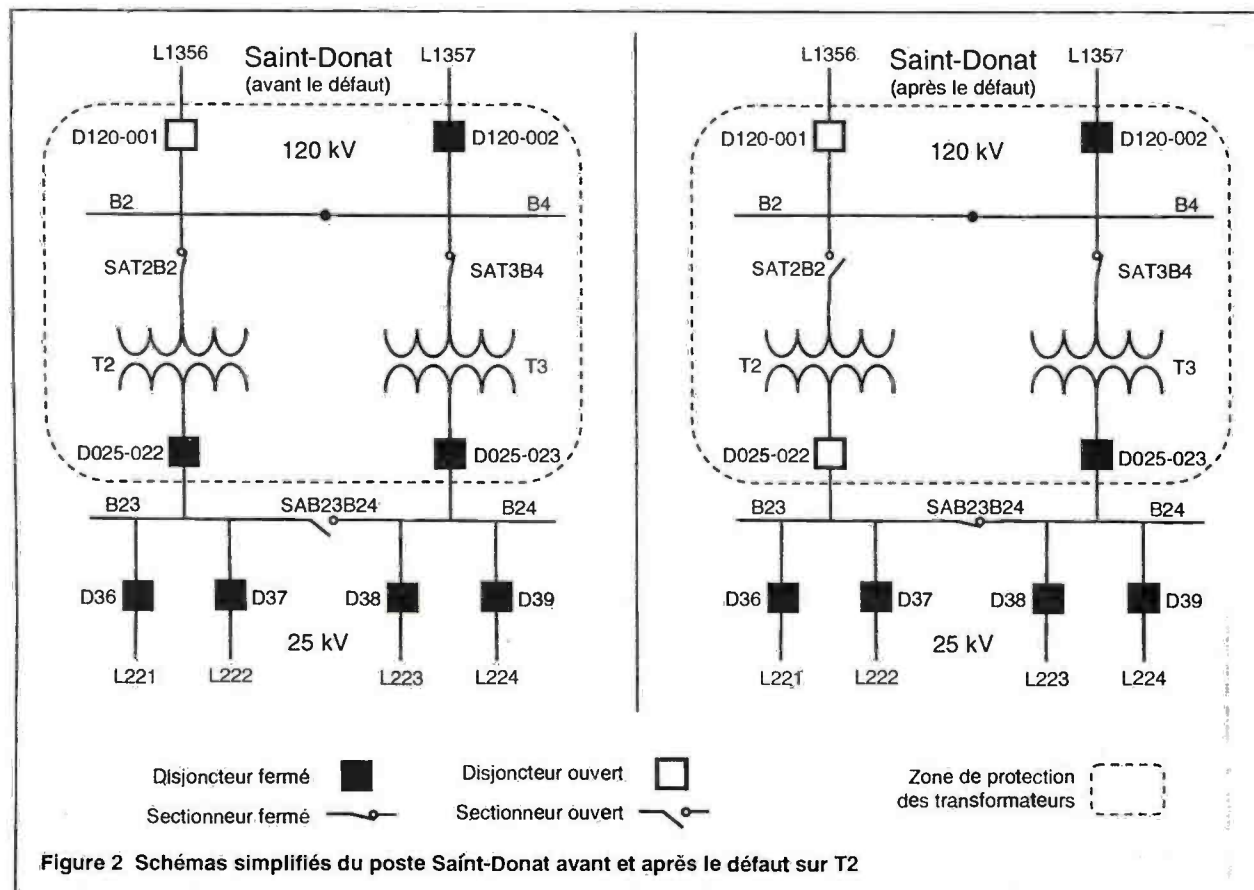 L1356
Saint-Donat
(avant le défaut)
L1357
D120-001
120 kV
D120-002
B2
B4
SAT2B2
SAT3B4
T2
T3
D025-022
D025-023
B23
SAB23B24
B24
D36
D37
D38
D39
25 kV
L221
L222
L223
L224
L1356
Saint-Donat
(après le défaut)
L1357
D120-001
120 kV
D120-002
B2
B4
SAT2B2
SAT3B4
T2
T3
D025-022
D025-023
B23
SAB23B24
B24
D36
D37
D38
D39
25 kV
L221
L222
L223
L224
Disjoncteur fermé
Disjoncteur ouvert
Zone de protection
des transformateurs
Sectionneur fermé
Sectionneur ouvert
Figure 2 Schémas simplifiés du poste Saint-Donat avant et après le défaut sur T2